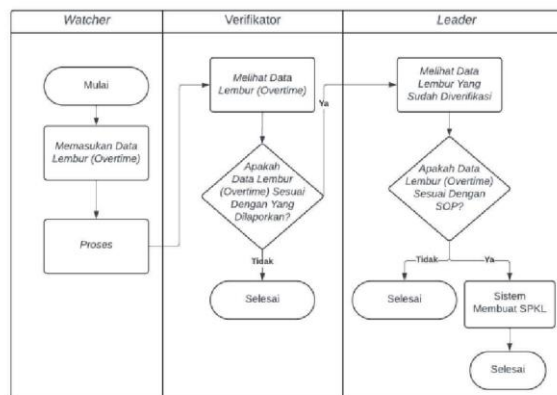 Watcher
Verifikator
Leader
Mulai
Memasukan Data
Lembur (Overtime)
Proses
Melihat Data
Lembur (Overtime)
Ya
Apakah
Data Lembur
(Overtime) Sesuai
Dengan Yang
Dilaporkan?
Tidak
Selesai
Melihat Data
Lembur Yang
Sudah Diverifikasi
Apakah Data
Lembur (Overtime)
Sesuai Dengan
SOP?
Tidak
Ya
Selesai
Sistem
Membuat SPKL
Selesai